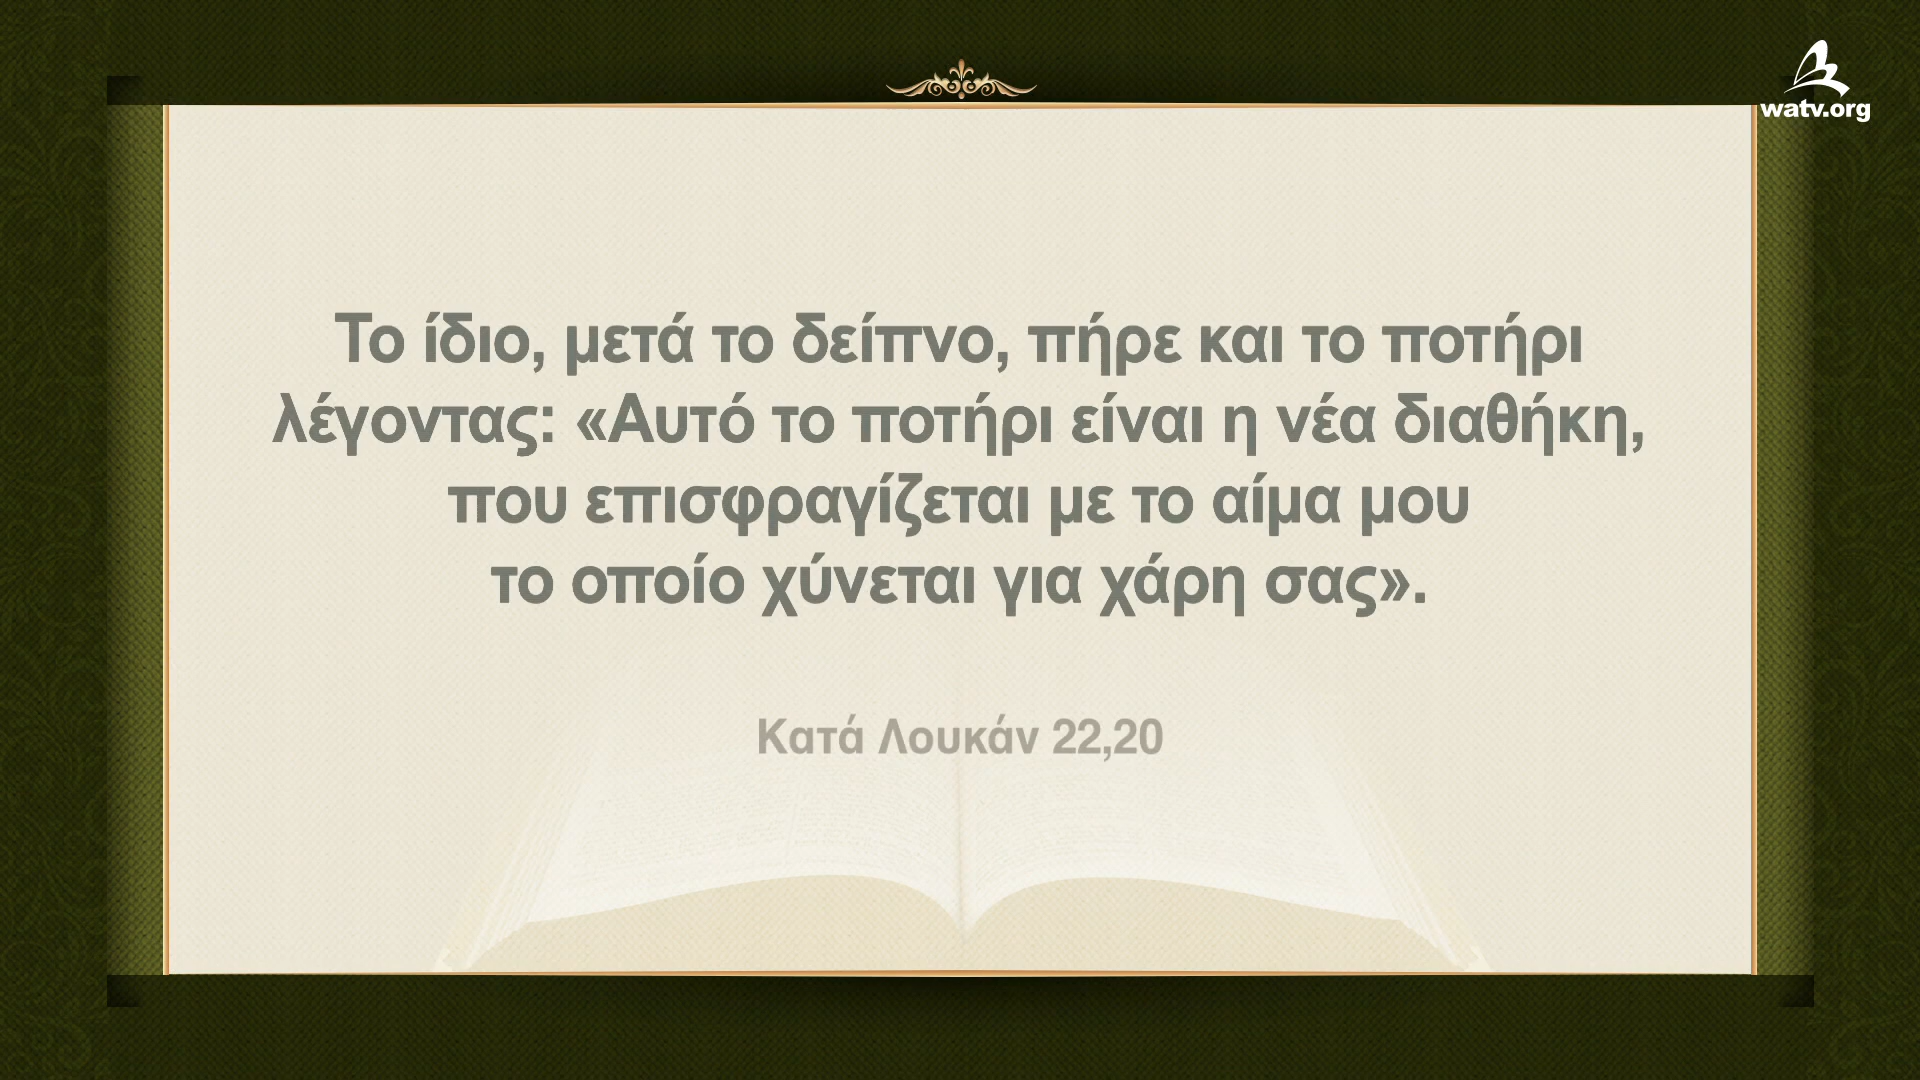 watv.org
Το ίδιο, μετά το δείπνο, πήρε και το ποτήρι
λέγοντας: «Αυτό το ποτήρι είναι η νέα διαθήκη,
που επισφραγίζεται με το αίμα μου
το οποίο χύνεται για χάρη σας».
Κατά Λουκάν 22,20